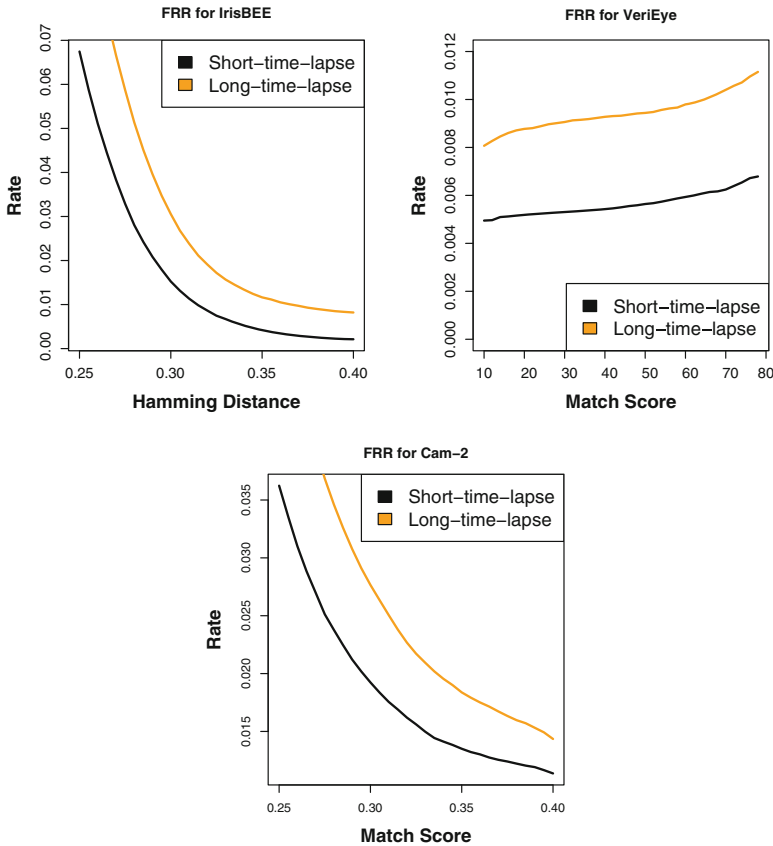 FRR for IrisBEE
Short-time-lapse
Long-time-lapse
Rate
0.07
0.06
0.05
0.04
0.03
0.02
0.01
0.00
0.25 0.30 0.35 0.40
Hamming Distance
FRR for VeriEye
Rate
0.012
0.010
0.008
0.006
0.004
0.002
0.000
Short-time-lapse
Long-time-lapse
10 20 30 40 50 60 70 80
Match Score
FRR for Cam-2
Short-time-lapse
Long-time-lapse
Rate
0.035
0.030
0.025
0.020
0.015
0.25 0.30 0.35 0.40
Match Score